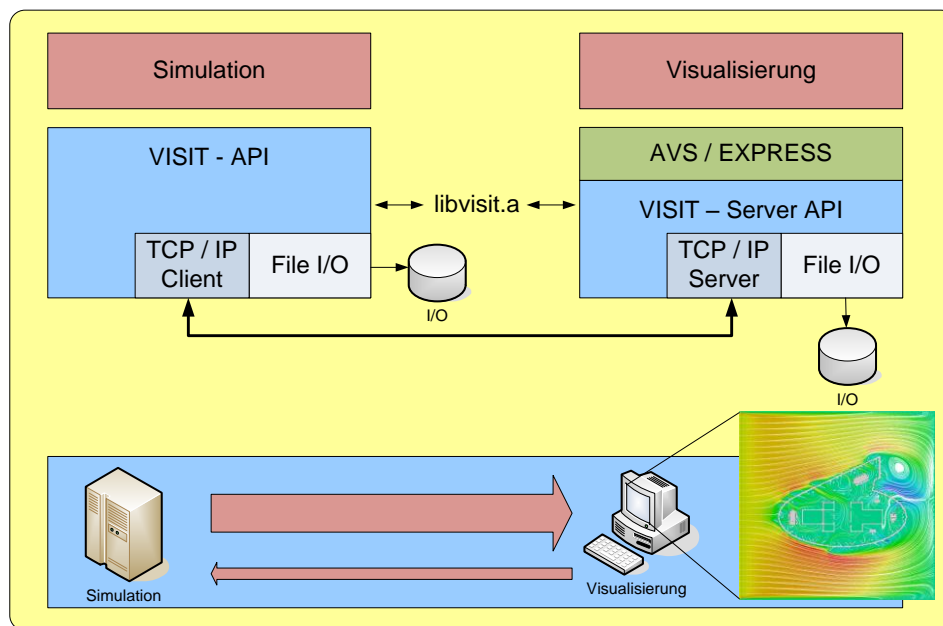 Simulation
Visualisierung
VISIT - API
AVS / EXPRESS
libvisit.a
VISIT – Server API
TCP / IP
Client
File I/O
TCP / IP
Server
File I/O
I/O
I/O
Simulation
Visualisierung